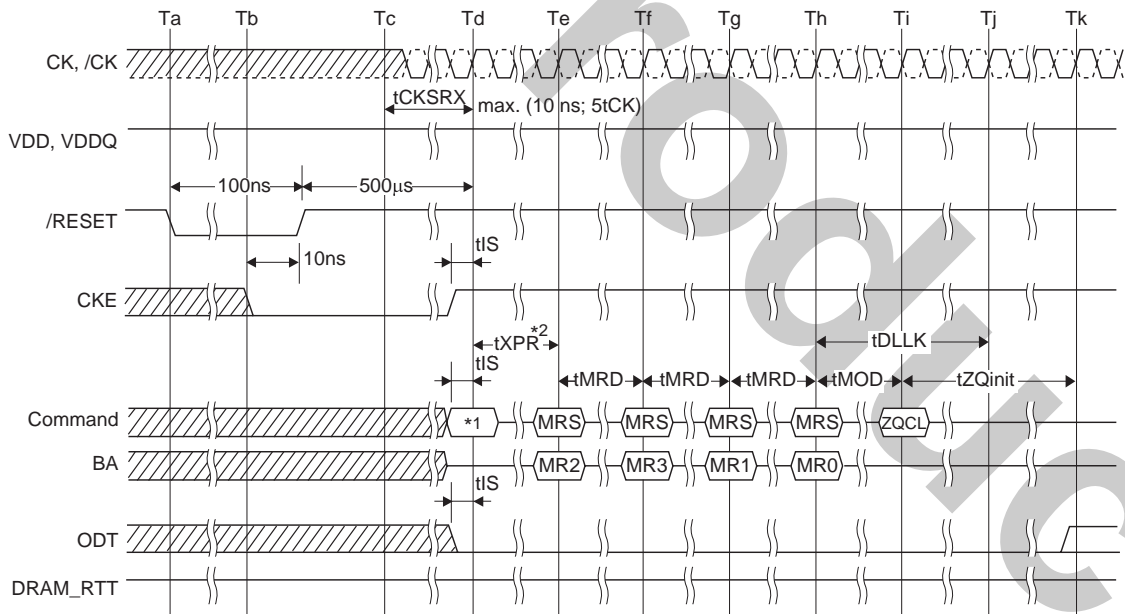 Ta Tb Tc Td Te Tf Tg Th Ti Tj Tk
CK, /CK
tCKSRX max. (10 ns; 5tCK)
VDD, VDDQ
100ns 500µs
/RESET
10ns tIS
CKE
tXPR*2 tDLLK
tIS tMRD tMRD tMRD tMOD tZQinit
Command *1 MRS MRS MRS MRS ZQCL
BA MR2 MR3 MR1 MR0
tIS
ODT
DRAM_RTT
roduc